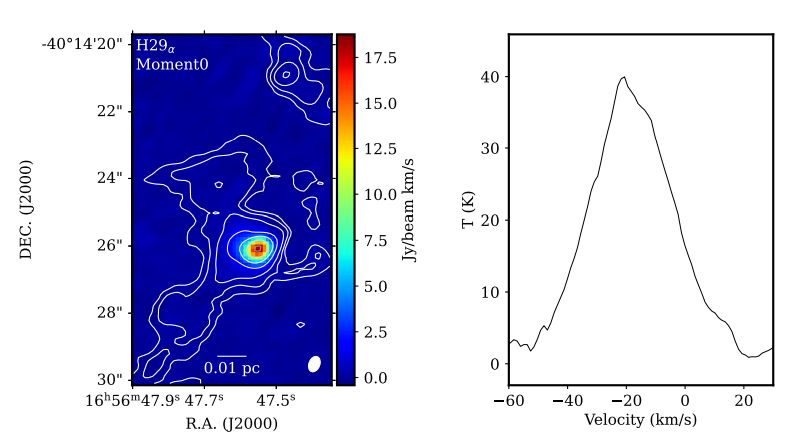 H29α
Moment0
-40°14'20"
22"
24"
26"
28"
30"
DEC. (J2000)
0.01 pc
16ʰ56ᵐ47.9ˢ 47.7ˢ 47.5ˢ
R.A. (J2000)
17.5
15.0
12.5
10.0
7.5
5.0
2.5
0.0
Jy/beam km/s
40
30
20
10
0
T (K)
−60 −40 −20 0 20
Velocity (km/s)